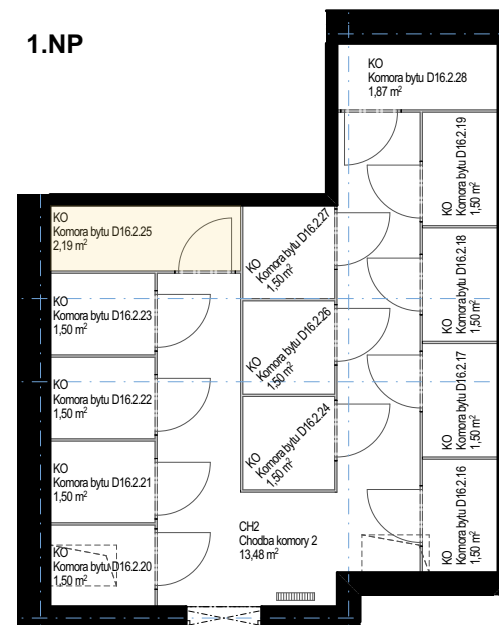 1.NP
KO
Komora bytu D16.2.28
1,87 m²
KO
Komora bytu D16.2.19
1,50 m²
KO
Komora bytu D16.2.25
2,19 m²
KO
Komora bytu D16.2.27
1,50 m²
KO
Komora bytu D16.2.18
1,50 m²
KO
Komora bytu D16.2.23
1,50 m²
KO
Komora bytu D16.2.26
1,50 m²
KO
Komora bytu D16.2.17
1,50 m²
KO
Komora bytu D16.2.22
1,50 m²
KO
Komora bytu D16.2.24
1,50 m²
KO
Komora bytu D16.2.21
1,50 m²
KO
Komora bytu D16.2.16
1,50 m²
CH2
Chodba komory 2
13,48 m²
KO
Komora bytu D16.2.20
1,50 m²